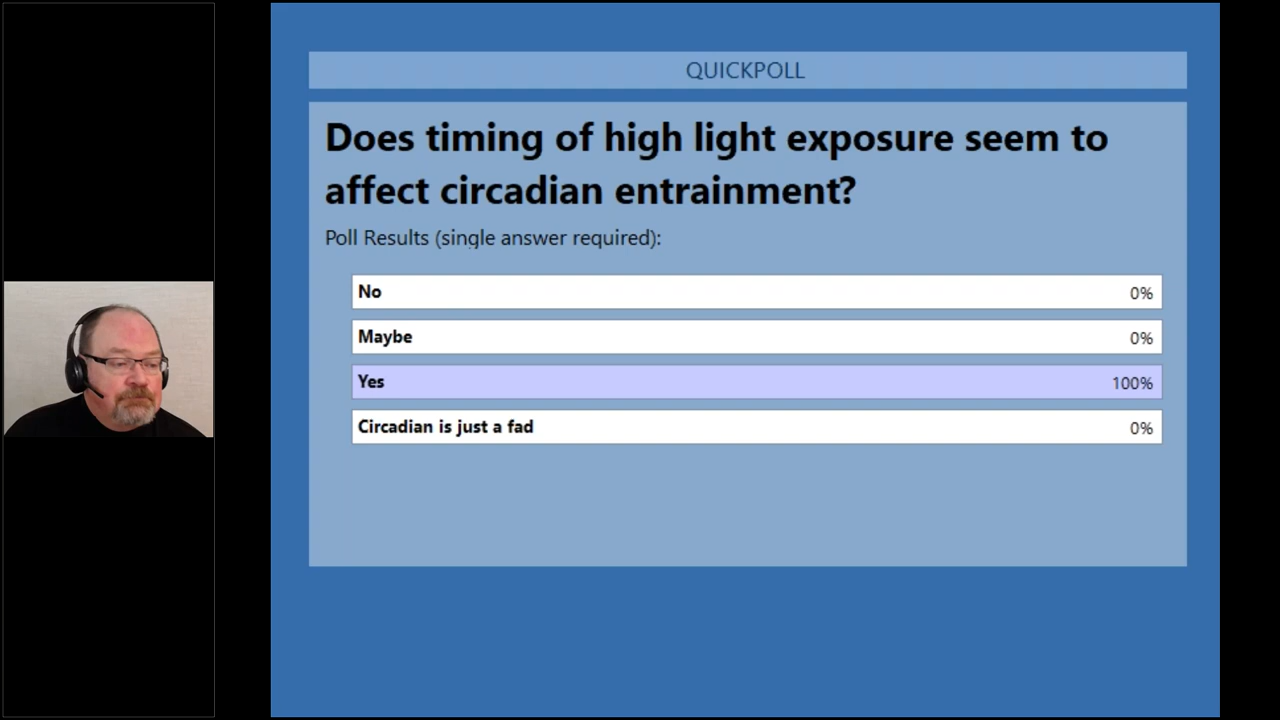 QUICKPOLL
Does timing of high light exposure seem to
affect circadian entrainment?
Poll Results (single answer required):
No 0%
Maybe 0%
Yes 100%
Circadian is just a fad 0%